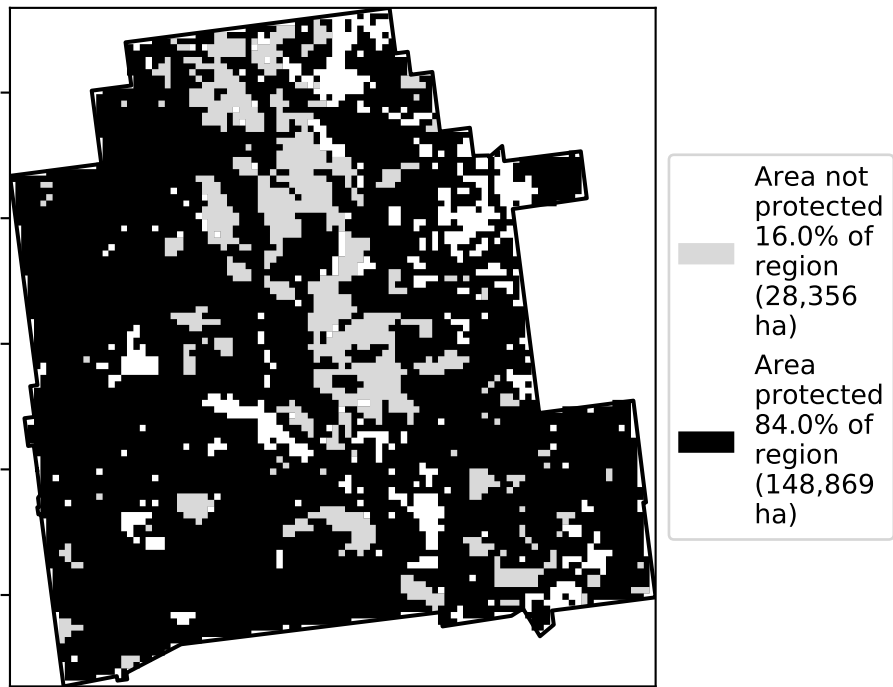 Area not
protected
16.0% of
region
(28,356
ha)
Area
protected
84.0% of
region
(148,869
ha)